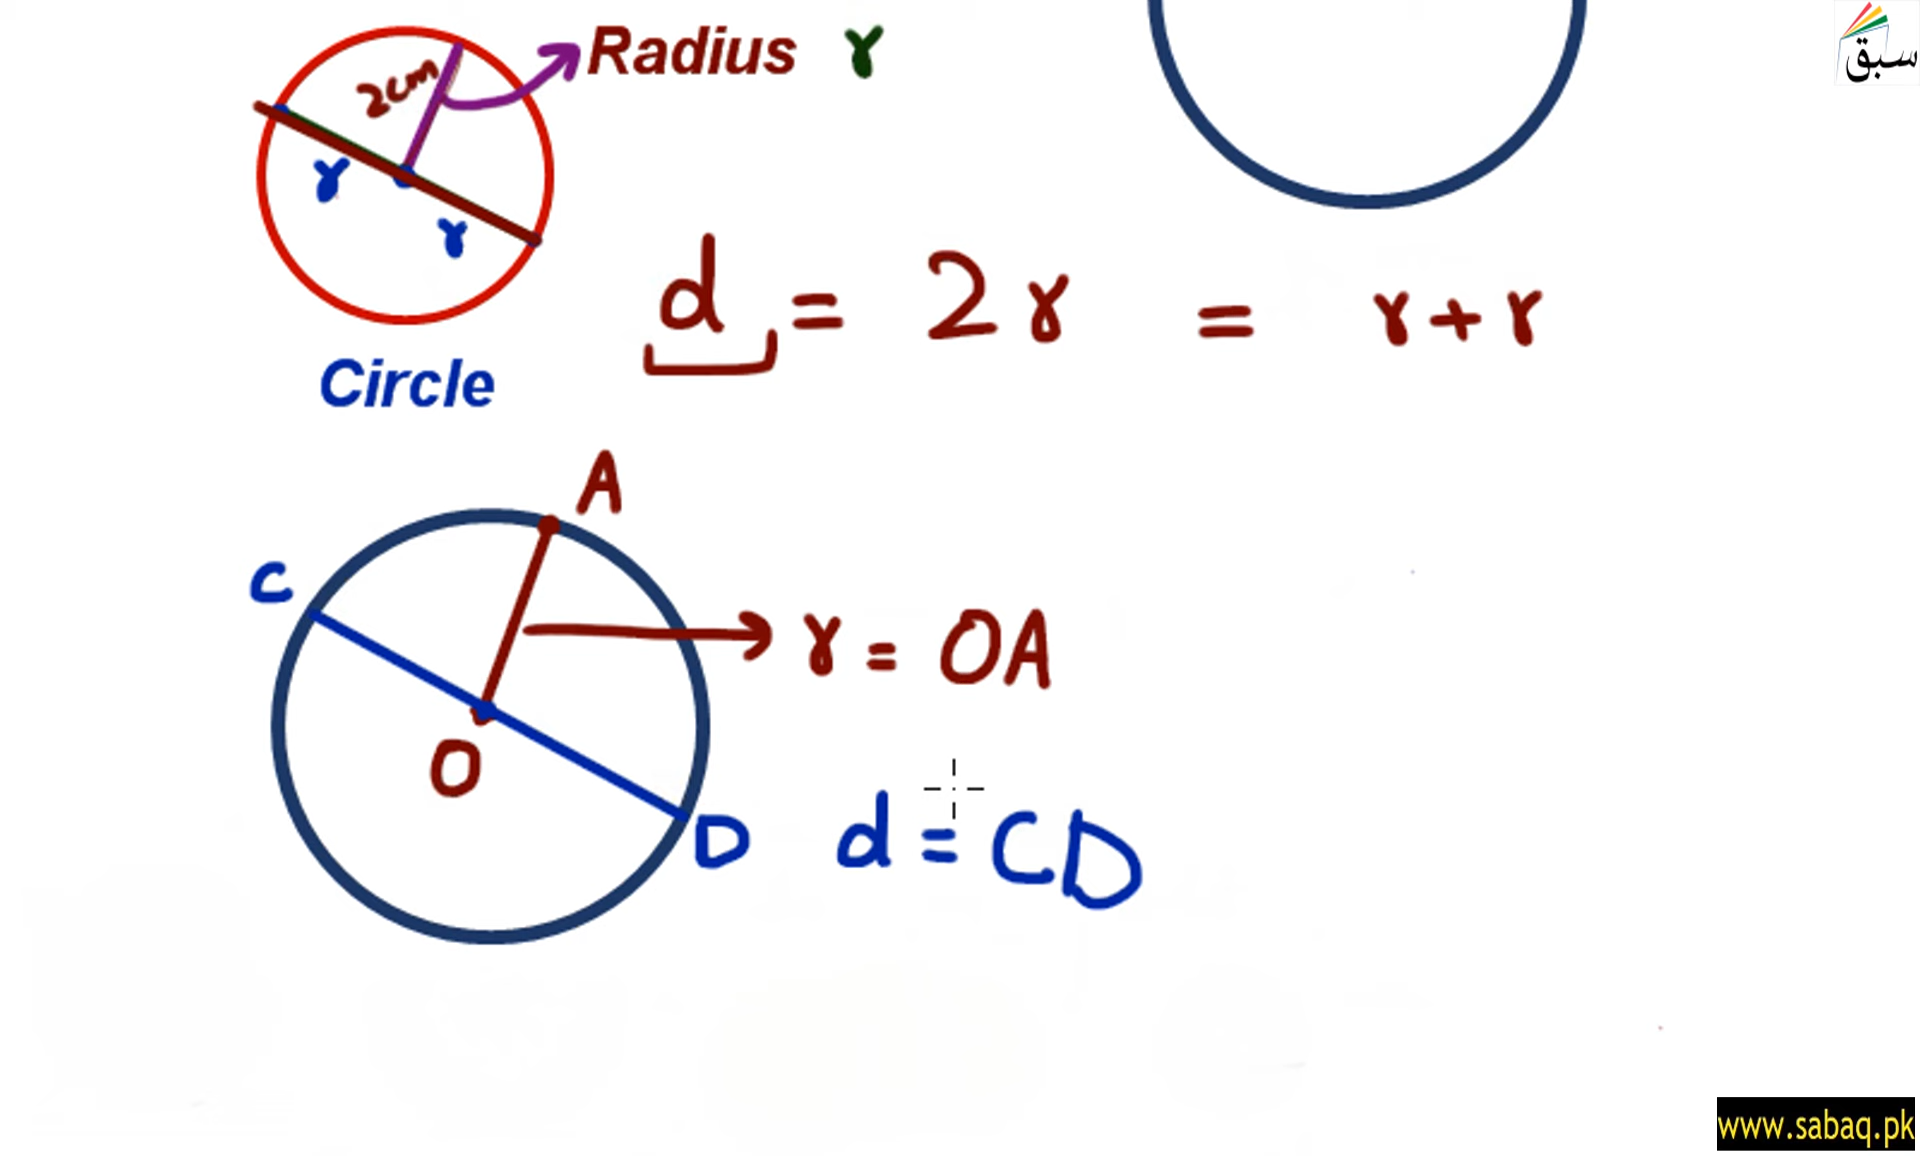 سبق
Radius r
2cm
r
r
d = 2r = r + r
Circle
A
C
r = OA
O
D
d = CD
www.sabaq.pk